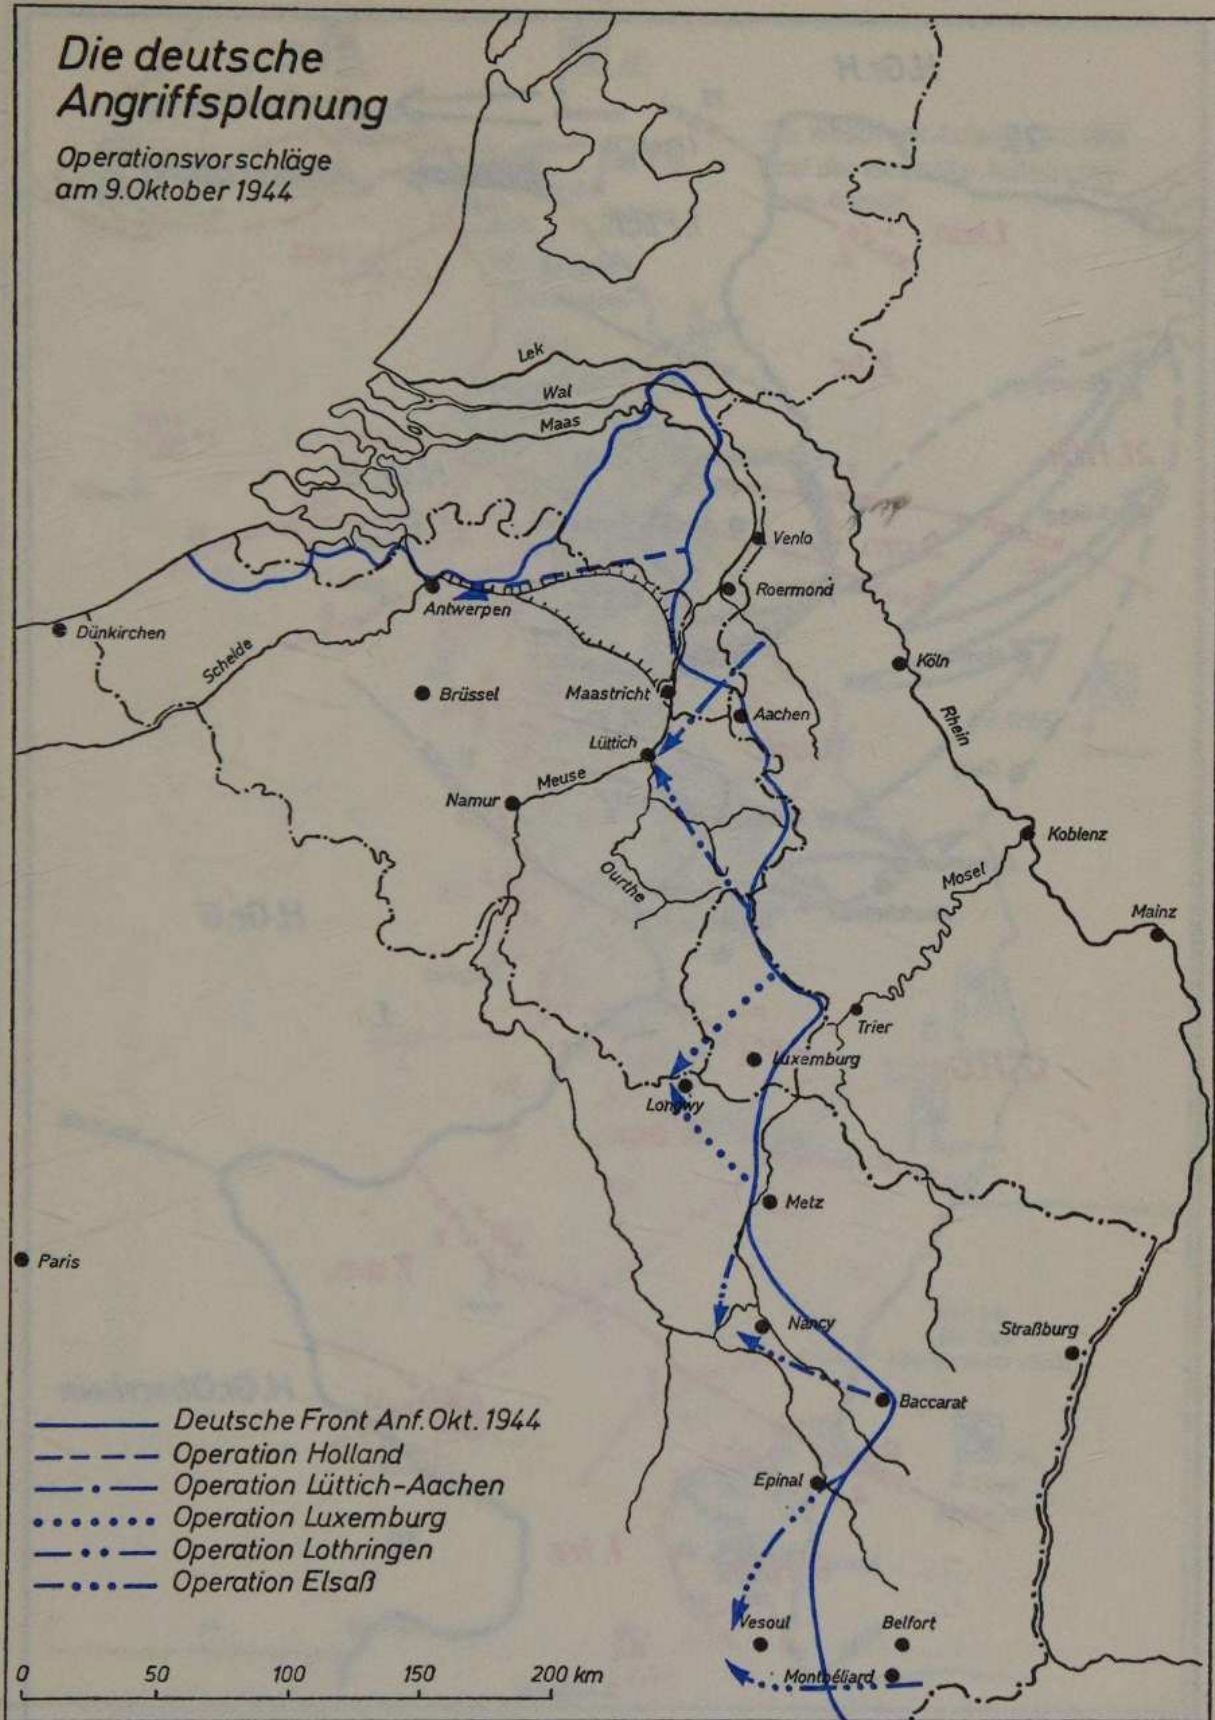 Die deutsche
Angriffsplanung
Operationsvorschläge
am 9.Oktober 1944
Lek
Wal
Maas
Venlo
Roermond
Antwerpen
Dünkirchen
Schelde
Köln
Brüssel
Maastricht
Aachen
Rhein
Lüttich
Meuse
Namur
Koblenz
Ourthe
Mosel
Mainz
Trier
Luxemburg
Longwy
Metz
Paris
Nancy
Straßburg
Baccarat
Epinal
Vesoul
Belfort
Montbéliard
Deutsche Front Anf. Okt. 1944
Operation Holland
Operation Lüttich-Aachen
Operation Luxemburg
Operation Lothringen
Operation Elsaß
0 50 100 150 200 km